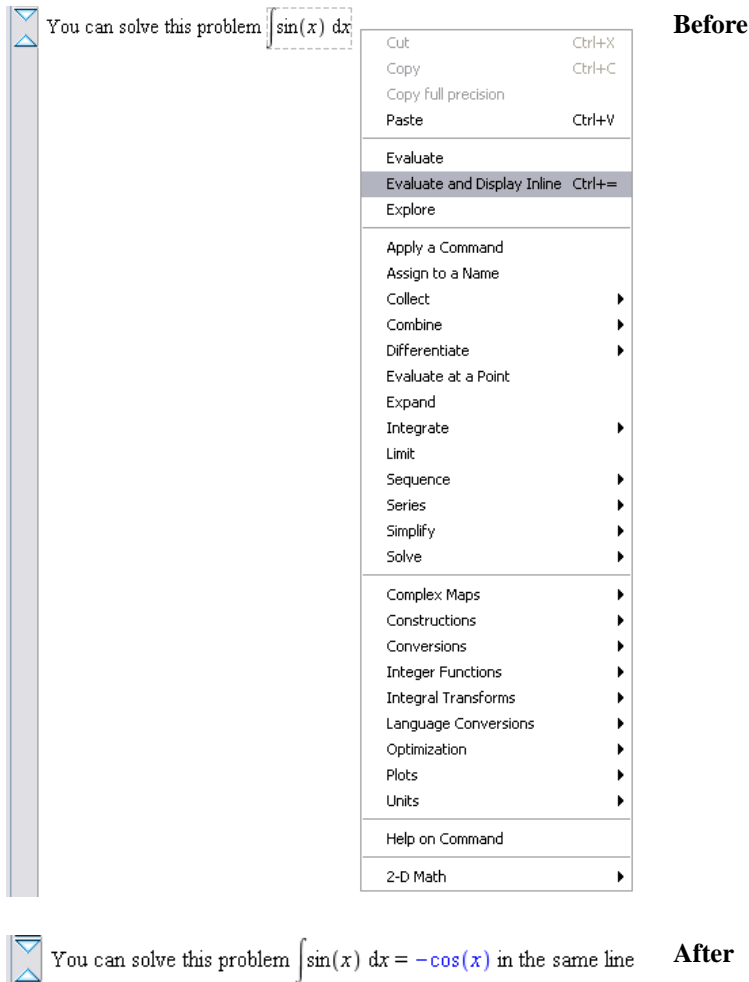 You can solve this problem ∫sin(x) dx Before
Cut Ctrl+X
Copy Ctrl+C
Copy full precision
Paste Ctrl+V
Evaluate
Evaluate and Display Inline Ctrl+=
Explore
Apply a Command
Assign to a Name
Collect
Combine
Differentiate
Evaluate at a Point
Expand
Integrate
Limit
Sequence
Series
Simplify
Solve
Complex Maps
Constructions
Conversions
Integer Functions
Integral Transforms
Language Conversions
Optimization
Plots
Units
Help on Command
2-D Math
You can solve this problem ∫sin(x) dx = −cos(x) in the same line After